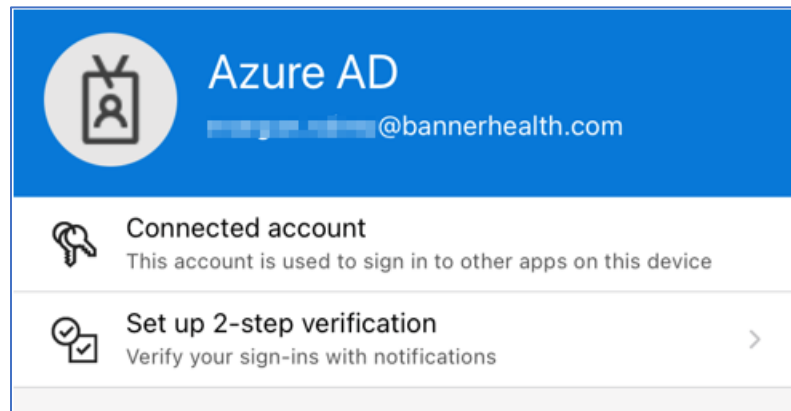 Azure AD
@bannerhealth.com
Connected account
This account is used to sign in to other apps on this device
Set up 2-step verification
Verify your sign-ins with notifications